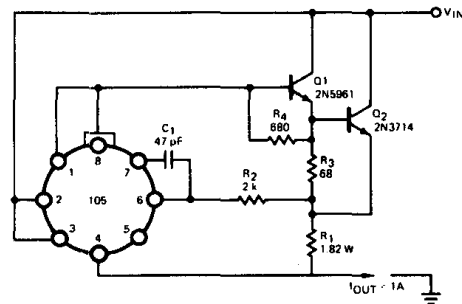 VIN
Q1
2N5961
Q2
2N3714
R4
680
C1
47 pF
R3
68
R2
2 k
R1
1.82 W
IOUT - 1A
105
1
2
3
4
5
6
7
8